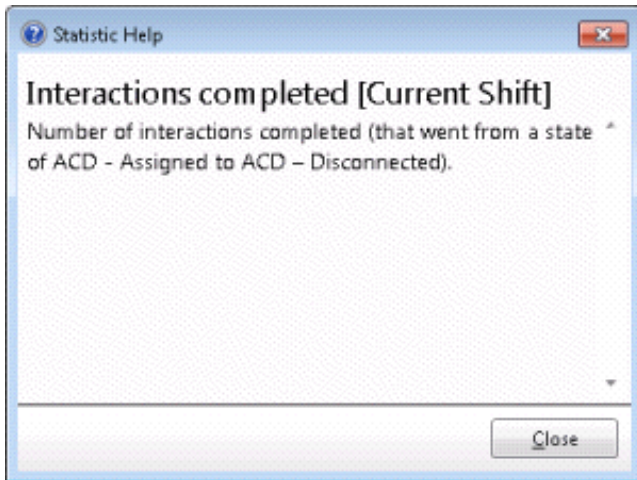 Statistic Help
Interactions completed [Current Shift]
Number of interactions completed (that went from a state
of ACD - Assigned to ACD – Disconnected).
Close